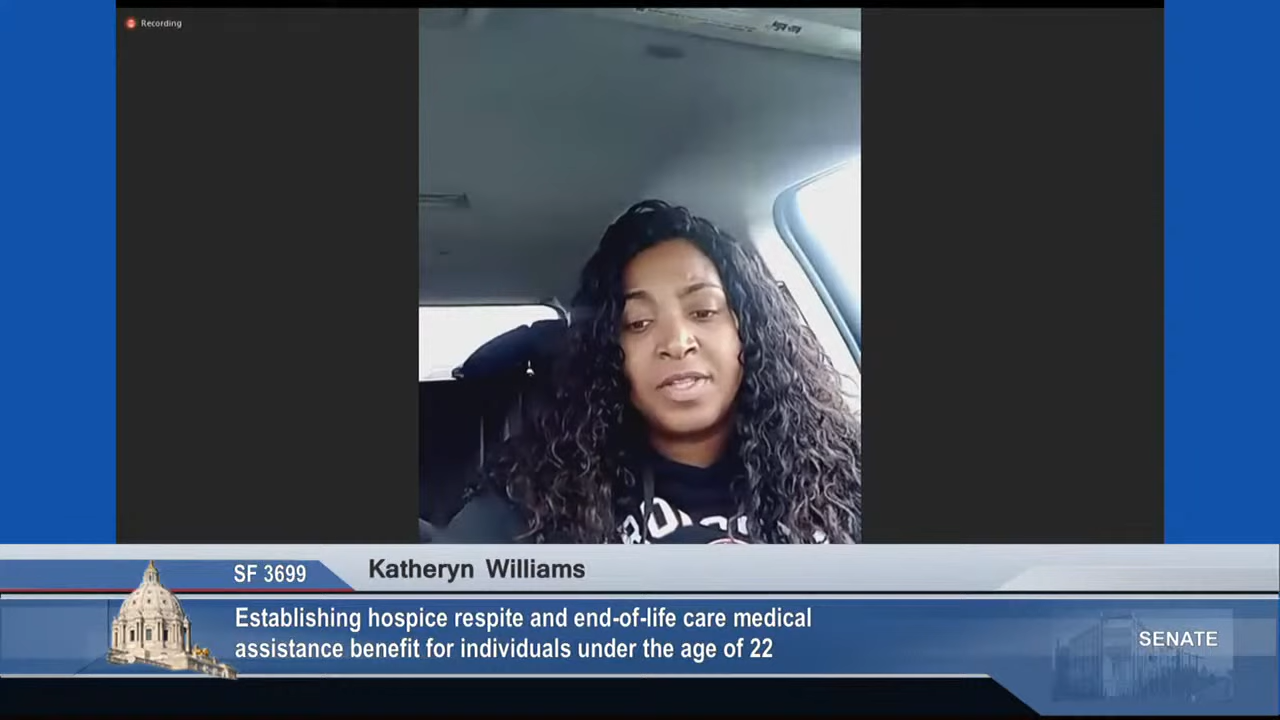 Recording
SF 3699
Katheryn Williams
Establishing hospice respite and end-of-life care medical
assistance benefit for individuals under the age of 22
SENATE